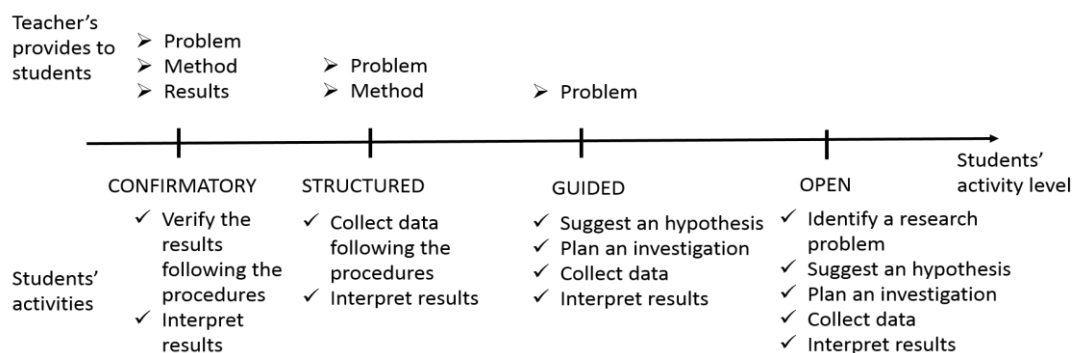 Teacher's
provides to
students
➢ Problem
➢ Method
➢ Results
➢ Problem
➢ Method
➢ Problem
Students'
activity level
CONFIRMATORY
STRUCTURED
GUIDED
OPEN
Students'
activities
✓ Verify the
results
following the
procedures
✓ Interpret
results
✓ Collect data
following the
procedures
✓ Interpret results
✓ Suggest an hypothesis
✓ Plan an investigation
✓ Collect data
✓ Interpret results
✓ Identify a research
problem
✓ Suggest an hypothesis
✓ Plan an investigation
✓ Collect data
✓ Interpret results